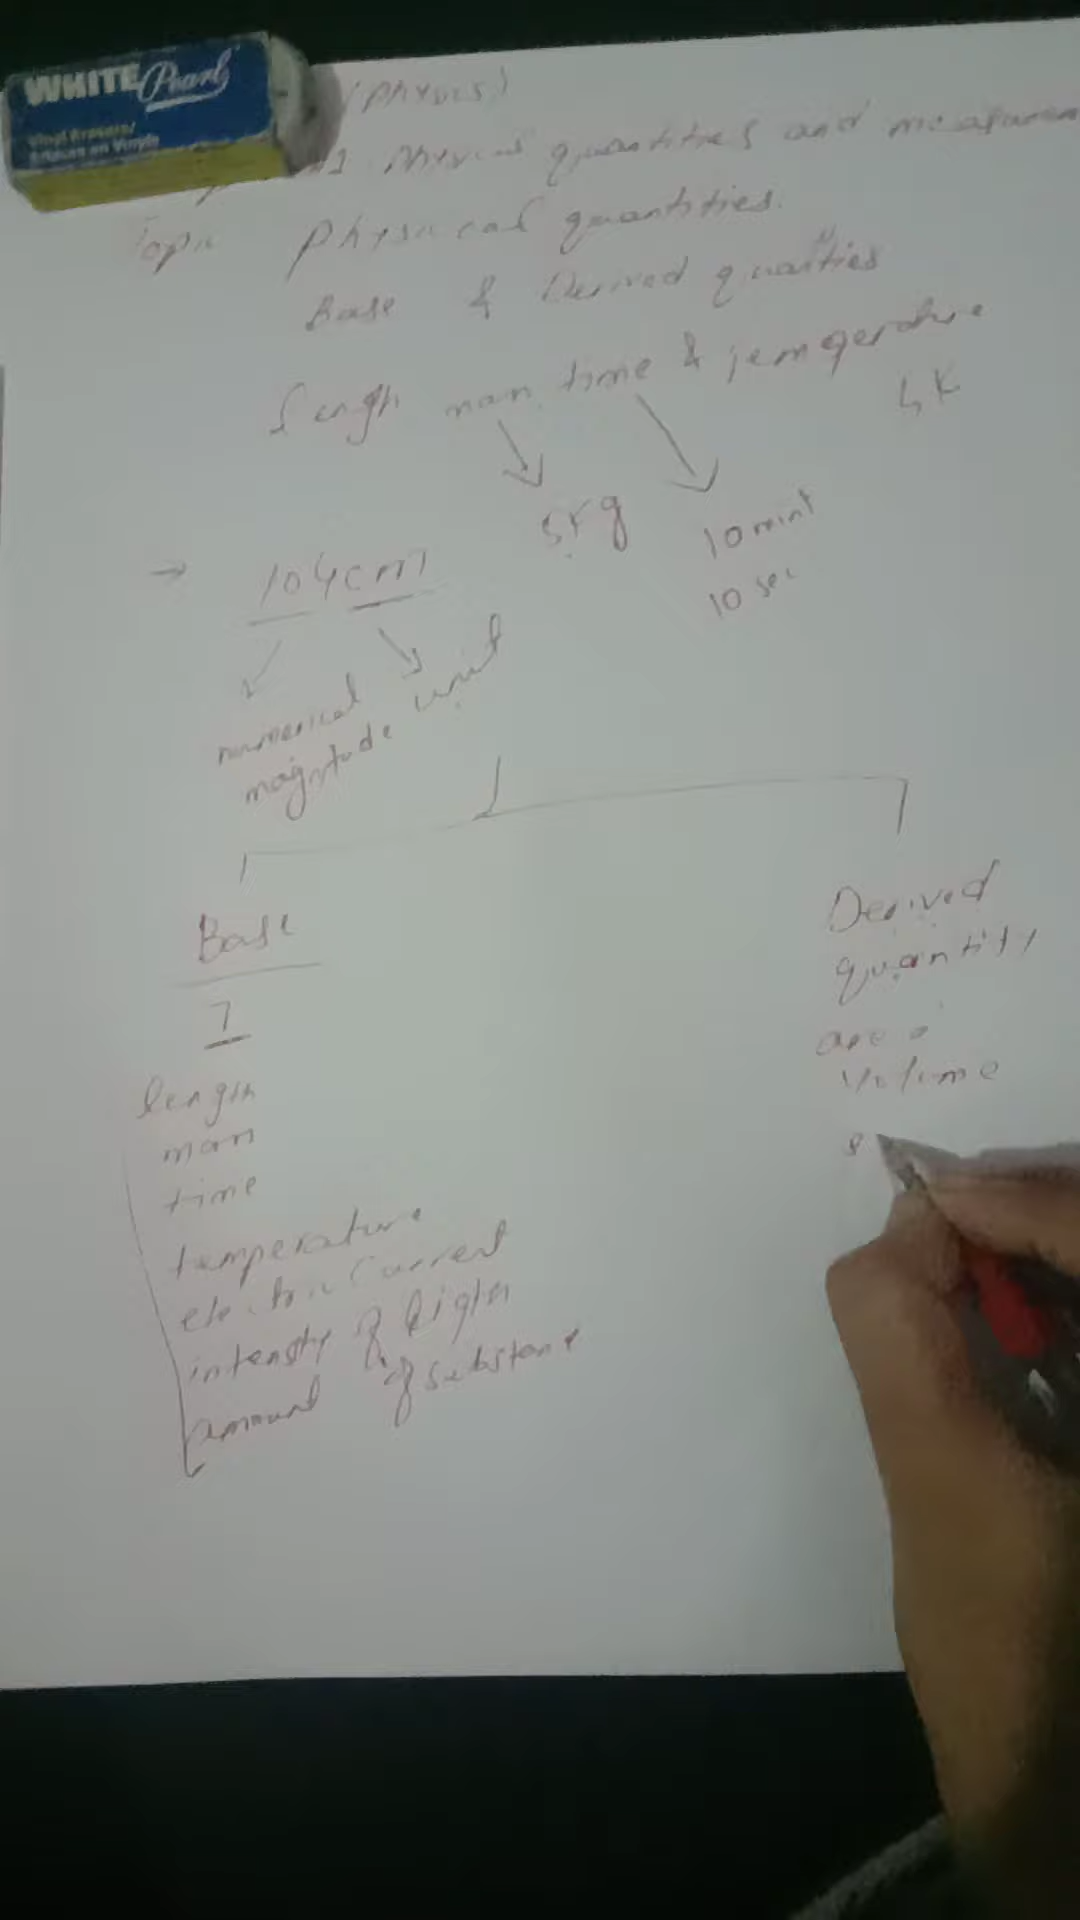 WHITE Pearl
Vinyl Erasers/
(Physics)
1 Physical quantities and measuremen
Topic Physical quantities.
Base & Derived quantities
length mass time & temperature
5K
5kg
10 mint
→ 104cm
10 sec
numerical unit
magnitude
Base
Derived
quantity
7
area
volume
length
mass
time
temperature
electric current
intensity of light
amount of substance